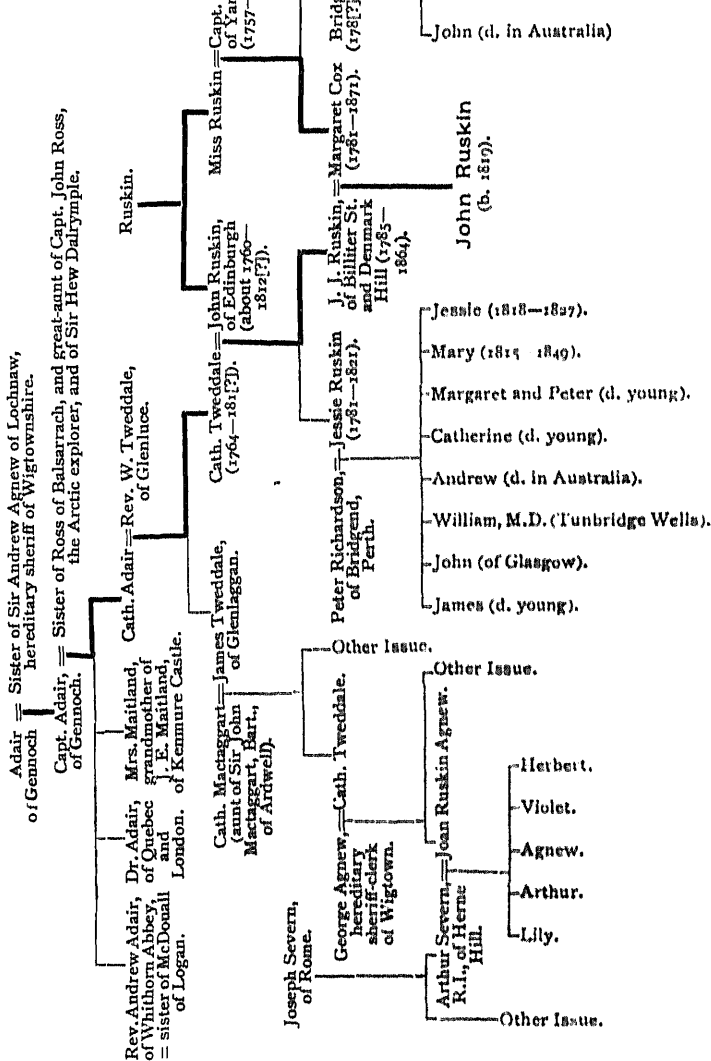 Adair = Sister of Sir Andrew Agnew of Lochnaw,
of Gennoch hereditary sheriff of Wigtownshire.
Capt. Adair, = Sister of Ross of Balsarrach, and great-aunt of Capt. John Ross,
of Gennoch. the Arctic explorer, and of Sir Hew Dalrymple.
Rev. Andrew Adair,
of Whithorn Abbey,
= sister of McDouall
of Logan.
Dr. Adair,
of Quebec
and
London.
Mrs. Maitland,
grandmother of
J. E. Maitland,
of Kenmure Castle.
Cath. Adair = Rev. W. Tweddale,
of Glenluce.
Ruskin.
Cath. Mactaggart = James Tweddale,
(aunt of Sir John of Glenlaggan.
Mactaggart, Bart.,
of Ardwell).
Cath. Tweddale = John Ruskin,
(1764—181[?]). of Edinburgh
(about 1760—
1812[?]).
Miss Ruskin = Capt.
of Yar
(1757—
Joseph Severn,
of Rome.
George Agnew, = Cath. Tweddale.
hereditary
sheriff-clerk
of Wigtown.
Other Issue.
Peter Richardson, = Jessie Ruskin
of Bridgend, (1781—1821).
Perth.
J. J. Ruskin, = Margaret Cox
of Billiter St. (1781—1871).
and Denmark
Hill (1785—
1864).
Bridg
(178[?]
Other Issue.
Arthur Severn, = Joan Ruskin Agnew.
R.I., of Herne
Hill.
Other Issue.
James (d. young).
John (of Glasgow).
William, M.D. (Tunbridge Wells).
Andrew (d. in Australia).
Catherine (d. young).
Margaret and Peter (d. young).
Mary (1815 1849).
Jessie (1818—1827).
John Ruskin
(b. 1819).
John (d. in Australia)
Lily.
Arthur.
Agnew.
Violet.
Herbert.